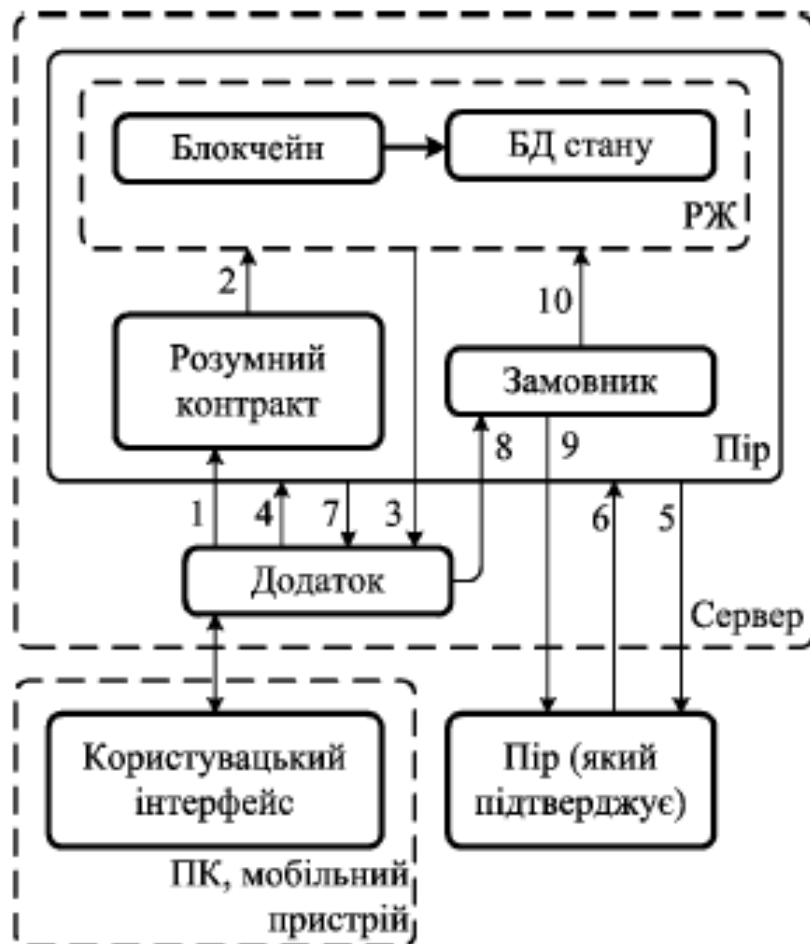 Блокчейн
БД стану
РЖ
2
10
Розумний
контракт
Замовник
8
9
Пір
1
4
7
3
6
5
Додаток
Сервер
Користувацький
інтерфейс
Пір (який
підтверджує)
ПК, мобільний
пристрій